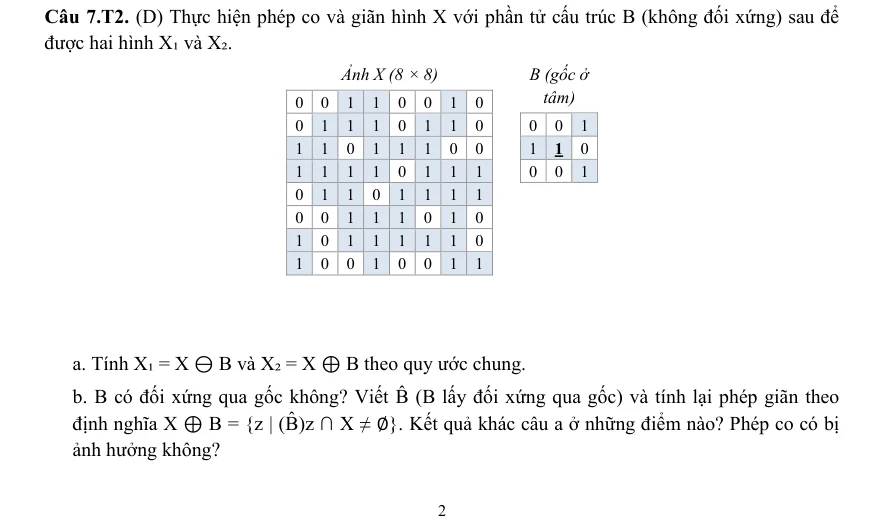 Câu 7.T2. (D) Thực hiện phép co và giãn hình X với phần tử cấu trúc B (không đối xứng) sau để
được hai hình X₁ và X₂.
Ảnh X (8 × 8)
0 0 1 1 0 0 1 0
0 1 1 1 0 1 1 0
1 1 0 1 1 1 0 0
1 1 1 1 0 1 1 1
0 1 1 0 1 1 1 1
0 0 1 1 1 0 1 0
1 0 1 1 1 1 1 0
1 0 0 1 0 0 1 1
B (gốc ở
tâm)
0 0 1
1 1 0
0 0 1
a. Tính X₁ = X ⊖ B và X₂ = X ⊕ B theo quy ước chung.
b. B có đối xứng qua gốc không? Viết B̂ (B lấy đối xứng qua gốc) và tính lại phép giãn theo
định nghĩa X ⊕ B = {z | (B̂)z ∩ X ≠ Ø}. Kết quả khác câu a ở những điểm nào? Phép co có bị
ảnh hưởng không?
2